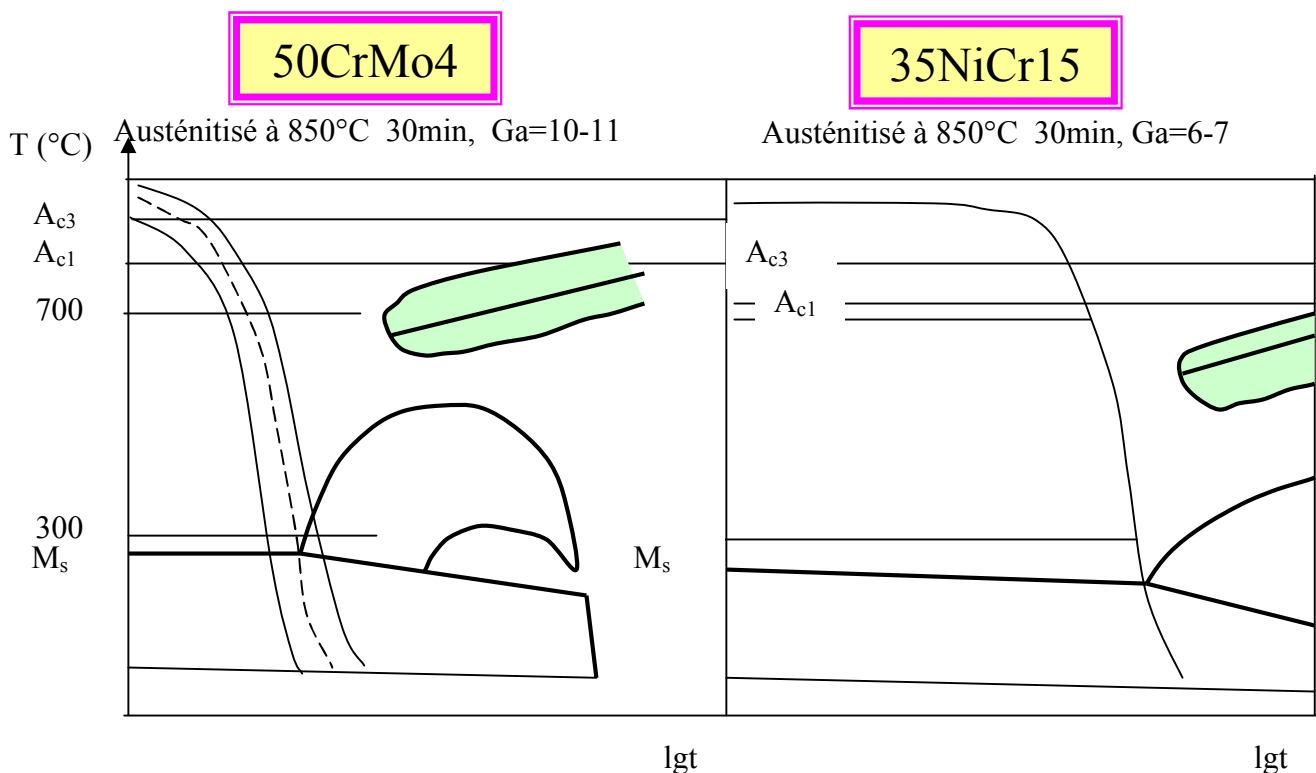 50CrMo4
35NiCr15
Austénitisé à 850°C 30min, Ga=10-11
Austénitisé à 850°C 30min, Ga=6-7
T (°C)
Ac3
Ac1
700
300
Ms
Ac3
Ac1
Ms
lgt
lgt